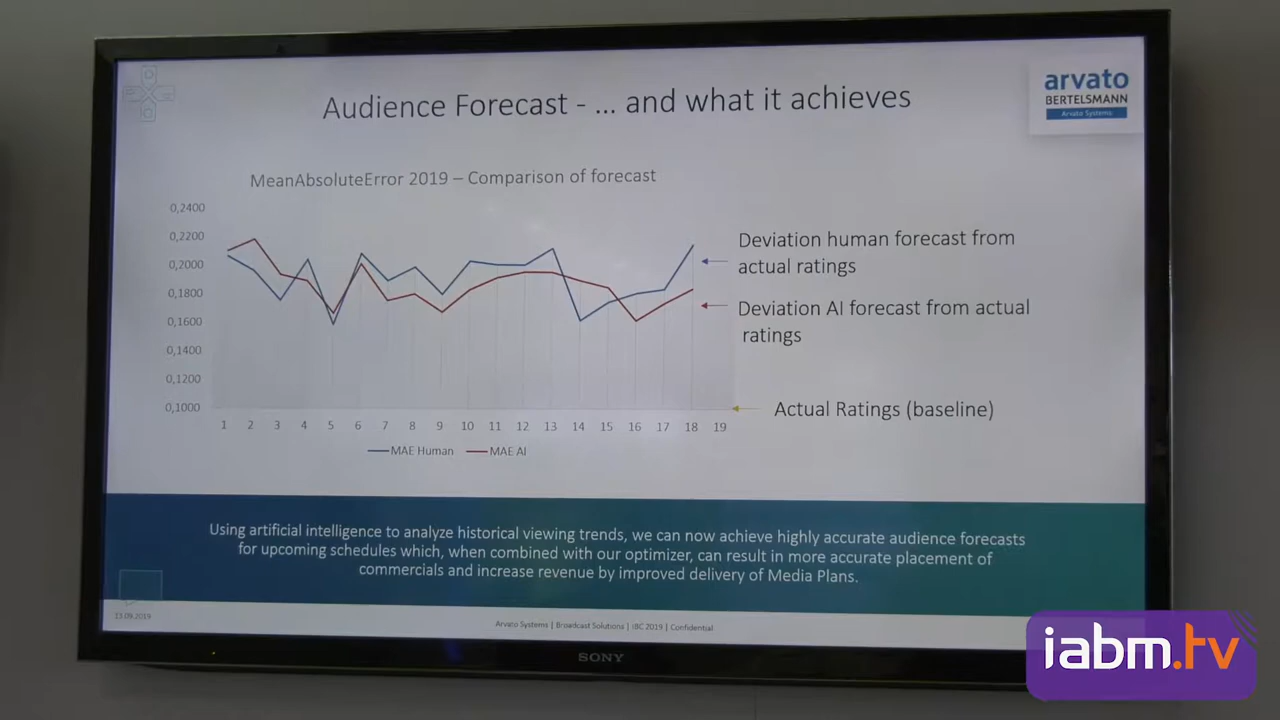 Audience Forecast - ... and what it achieves
arvato
BERTELSMANN
Arvato Systems
MeanAbsoluteError 2019 – Comparison of forecast
0,2400
0,2200
0,2000
0,1800
0,1600
0,1400
0,1200
0,1000
1 2 3 4 5 6 7 8 9 10 11 12 13 14 15 16 17 18 19
MAE Human MAE AI
Deviation human forecast from
actual ratings
Deviation AI forecast from actual
ratings
Actual Ratings (baseline)
Using artificial intelligence to analyze historical viewing trends, we can now achieve highly accurate audience forecasts
for upcoming schedules which, when combined with our optimizer, can result in more accurate placement of
commercials and increase revenue by improved delivery of Media Plans.
13.09.2019
Arvato Systems | Broadcast Solutions | IBC 2019 | Confidential
SONY
iabm.tv